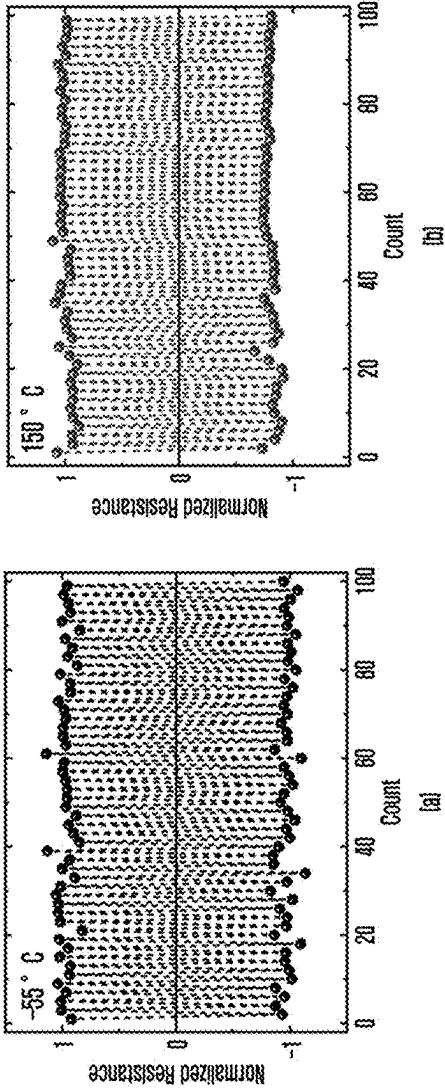 -55° C
Normalized Resistance
1
0
-1
0 20 40 60 80 100
Count
(a)
150° C
Normalized Resistance
1
0
-1
0 20 40 60 80 100
Count
(b)